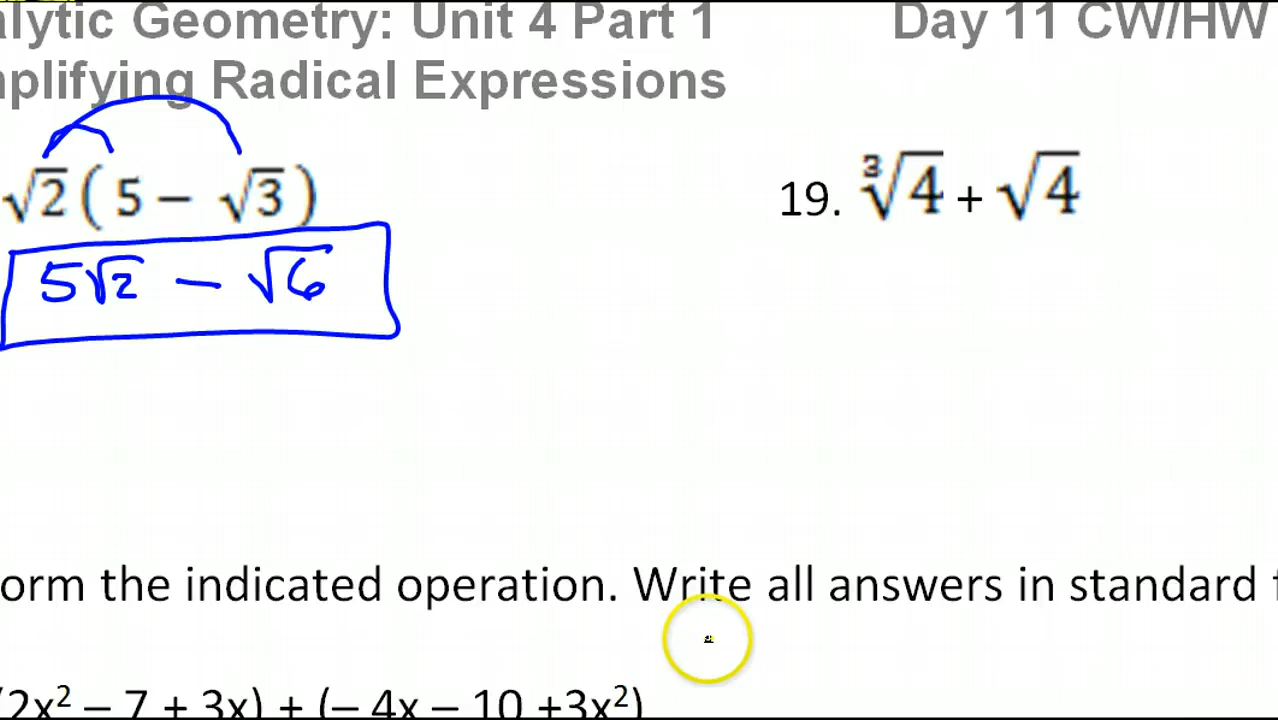 alytic Geometry: Unit 4 Part 1 Day 11 CW/HW
mplifying Radical Expressions
√2 ( 5 − √3 )
5√2 − √6
19. ∛4 + √4
orm the indicated operation. Write all answers in standard f
(2x² – 7 + 3x) + (– 4x – 10 +3x²)